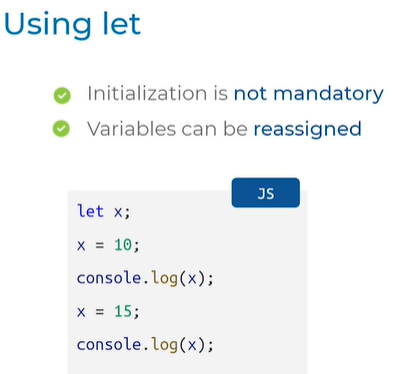 Using let
Initialization is not mandatory
Variables can be reassigned
JS
let x;
x = 10;
console.log(x);
x = 15;
console.log(x);